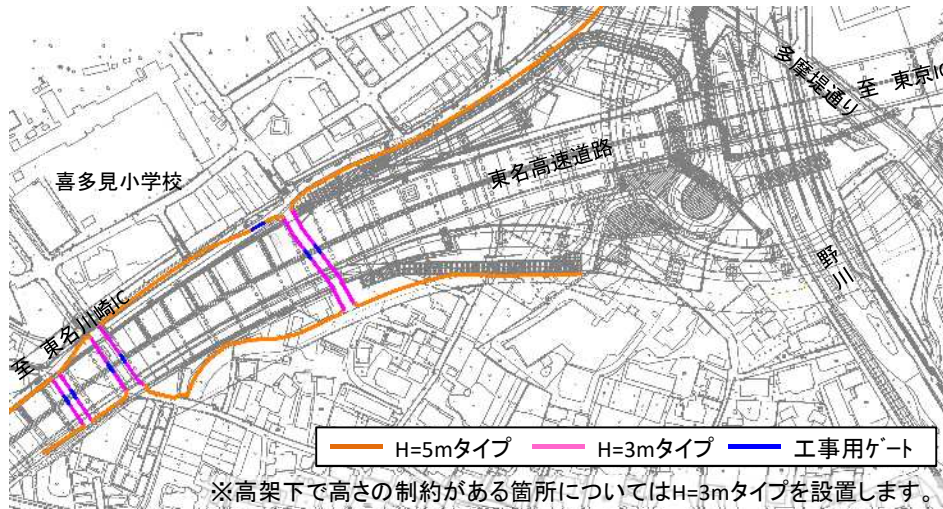 多摩堤通り
至 東京IC
東名高速道路
喜多見小学校
野川
至 東名川崎IC
H=5mタイプ H=3mタイプ 工事用ゲート
※高架下で高さの制約がある箇所についてはH=3mタイプを設置します。